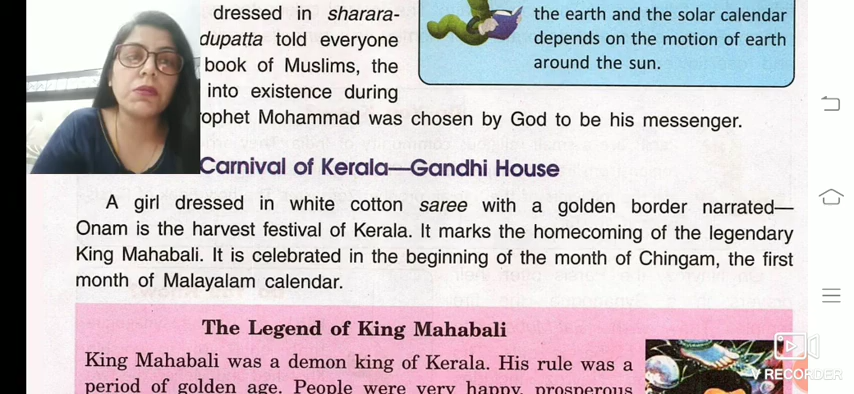 dressed in sharara-
dupatta told everyone
book of Muslims, the
into existence during
rophet Mohammad was chosen by God to be his messenger.
the earth and the solar calendar
depends on the motion of earth
around the sun.
Carnival of Kerala—Gandhi House
A girl dressed in white cotton saree with a golden border narrated—
Onam is the harvest festival of Kerala. It marks the homecoming of the legendary
King Mahabali. It is celebrated in the beginning of the month of Chingam, the first
month of Malayalam calendar.
The Legend of King Mahabali
King Mahabali was a demon king of Kerala. His rule was a
period of golden age. People were very happy, prosperous
RECORDER